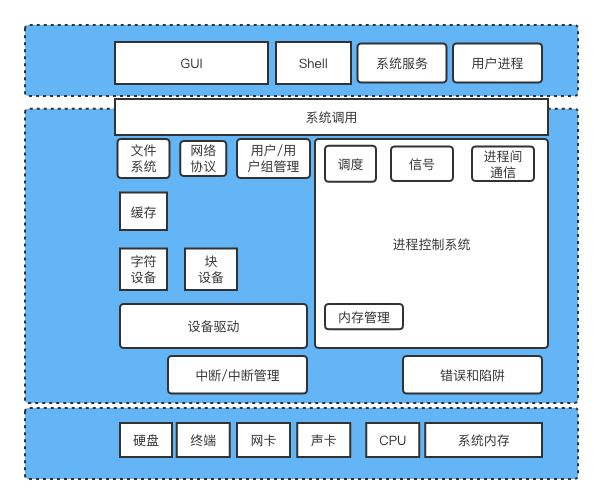 GUI
Shell
系统服务
用户进程
系统调用
文件
系统
网络
协议
用户/用
户组管理
调度
信号
进程间
通信
缓存
进程控制系统
字符
设备
块
设备
内存管理
设备驱动
中断/中断管理
错误和陷阱
硬盘
终端
网卡
声卡
CPU
系统内存